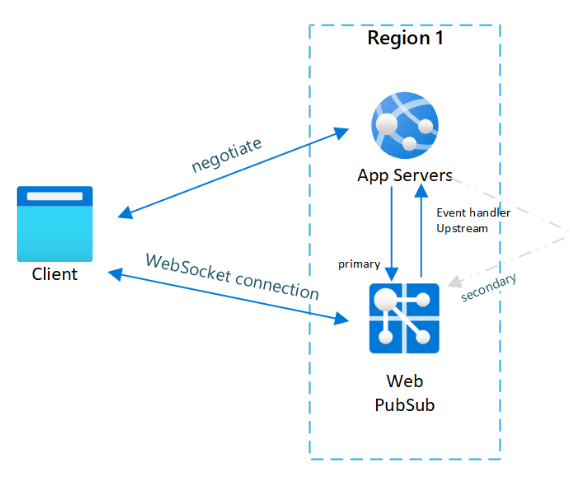 Region 1
negotiate
App Servers
Event handler
Upstream
Client
WebSocket connection
primary
secondary
Web
PubSub